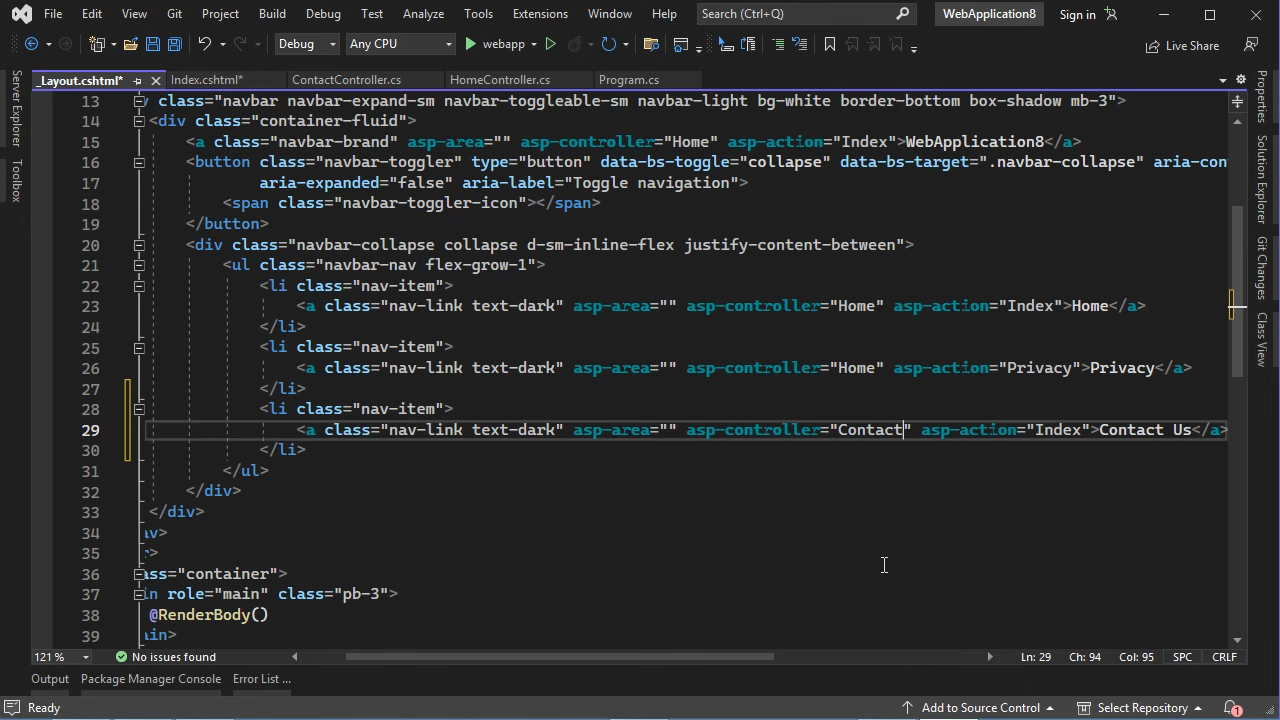 File Edit View Git Project Build Debug Test Analyze Tools Extensions Window Help Search (Ctrl+Q) WebApplication8 Sign in
Debug Any CPU webapp Live Share
_Layout.cshtml* Index.cshtml* ContactController.cs HomeController.cs Program.cs
Server Explorer
Toolbox
13 class="navbar navbar-expand-sm navbar-toggleable-sm navbar-light bg-white border-bottom box-shadow mb-3">
14 <div class="container-fluid">
15 <a class="navbar-brand" asp-area="" asp-controller="Home" asp-action="Index">WebApplication8</a>
16 <button class="navbar-toggler" type="button" data-bs-toggle="collapse" data-bs-target=".navbar-collapse" aria-con
17 aria-expanded="false" aria-label="Toggle navigation">
18 <span class="navbar-toggler-icon"></span>
19 </button>
20 <div class="navbar-collapse collapse d-sm-inline-flex justify-content-between">
21 <ul class="navbar-nav flex-grow-1">
22 <li class="nav-item">
23 <a class="nav-link text-dark" asp-area="" asp-controller="Home" asp-action="Index">Home</a>
24 </li>
25 <li class="nav-item">
26 <a class="nav-link text-dark" asp-area="" asp-controller="Home" asp-action="Privacy">Privacy</a>
27 </li>
28 <li class="nav-item">
29 <a class="nav-link text-dark" asp-area="" asp-controller="Contact" asp-action="Index">Contact Us</a>
30 </li>
31 </ul>
32 </div>
33 </div>
34 av>
35 r>
36 ass="container">
37 in role="main" class="pb-3">
38 @RenderBody()
39 ain>
Properties
Solution Explorer
Git Changes
Class View
121 % No issues found Ln: 29 Ch: 94 Col: 95 SPC CRLF
Output Package Manager Console Error List ...
Ready Add to Source Control Select Repository 1